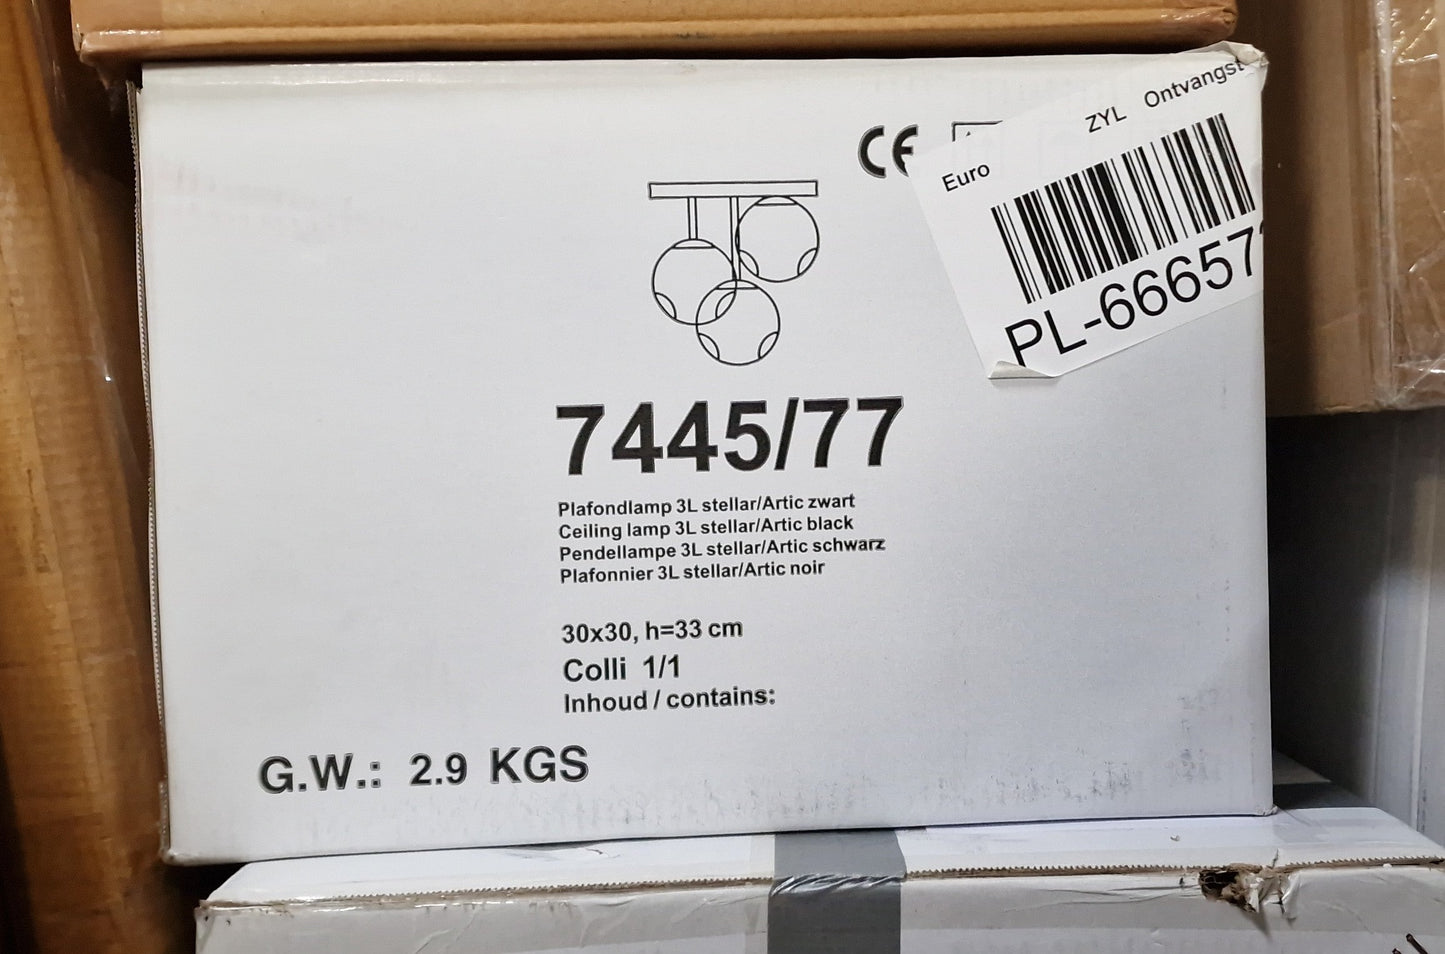 CE
ZYL Ontvangst
Euro
PL-66657
7445/77
Plafondlamp 3L stellar/Artic zwart
Ceiling lamp 3L stellar/Artic black
Pendellampe 3L stellar/Artic schwarz
Plafonnier 3L stellar/Artic noir
30x30, h=33 cm
Colli 1/1
Inhoud / contains:
G.W.: 2.9 KGS